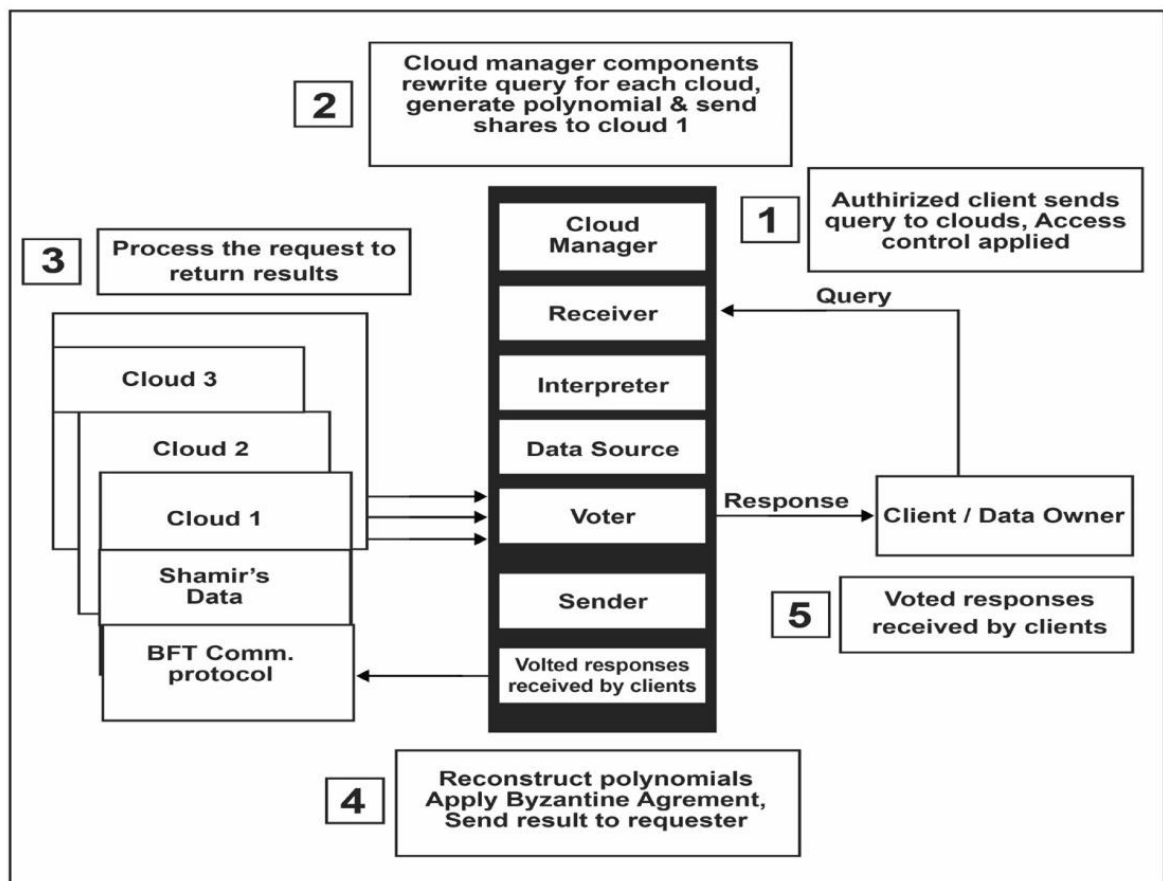 Cloud manager components
rewrite query for each cloud,
generate polynomial & send
shares to cloud 1
2
1
Authirized client sends
query to clouds, Access
control applied
3
Process the request to
return results
Cloud
Manager
Receiver
Query
Interpreter
Cloud 3
Data Source
Cloud 2
Voter
Cloud 1
Response
Client / Data Owner
Shamir's
Data
Sender
5
Voted responses
received by clients
BFT Comm.
protocol
Volted responses
received by clients
4
Reconstruct polynomials
Apply Byzantine Agrement,
Send result to requester